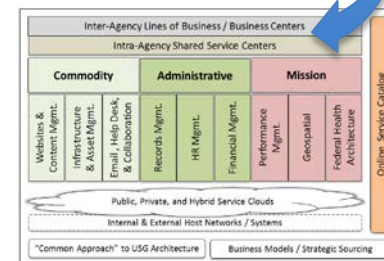 Inter-Agency Lines of Business / Business Centers
Intra-Agency Shared Service Centers
Commodity
Administrative
Mission
Websites &
Content Mgmt.
Infrastructure
& Asset Mgmt.
Email, Help Desk,
& Collaboration
Records Mgmt.
HR Mgmt.
Financial Mgmt.
Performance
Mgmt.
Geospatial
Federal Health
Architecture
Online Service Catalog
Public, Private, and Hybrid Service Clouds
Internal & External Host Networks / Systems
"Common Approach" to USG Architecture
Business Models / Strategic Sourcing